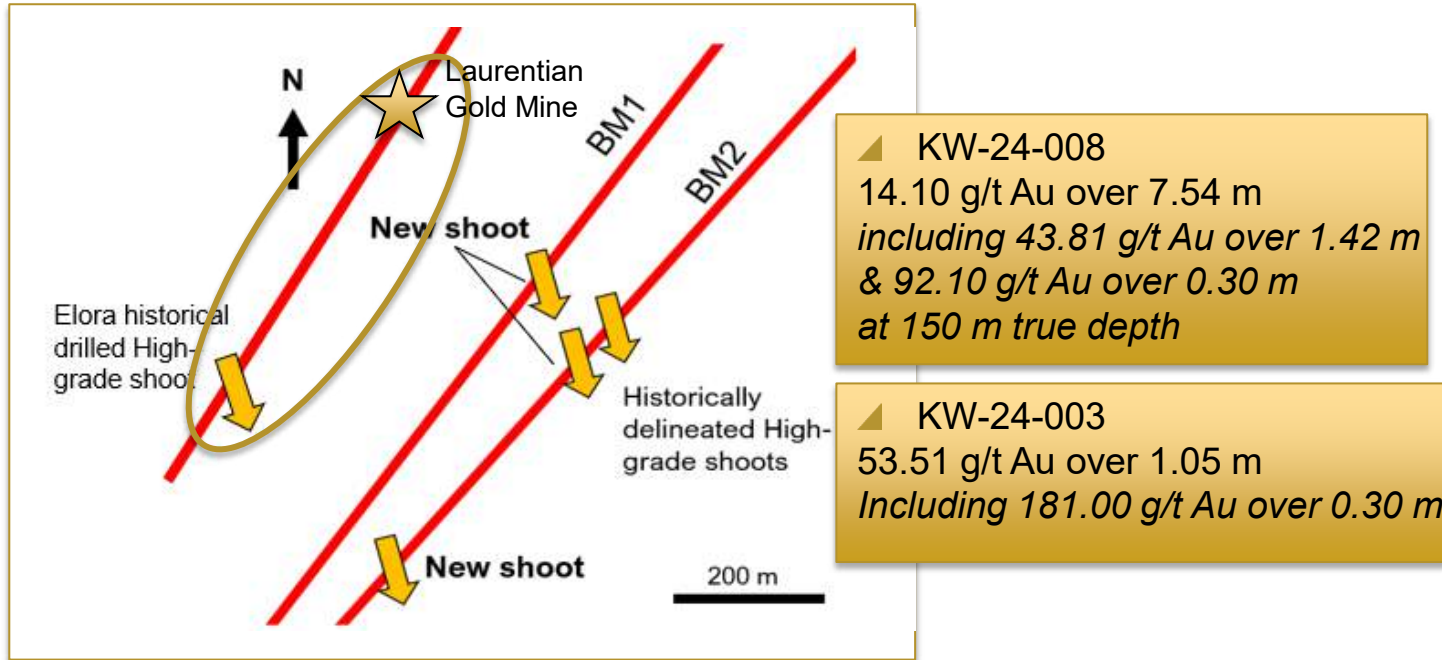 N
Laurentian
Gold Mine
BM1
BM2
New shoot
Elora historical
drilled High-
grade shoot
Historically
delineated High-
grade shoots
New shoot
200 m
KW-24-008
14.10 g/t Au over 7.54 m
including 43.81 g/t Au over 1.42 m
& 92.10 g/t Au over 0.30 m
at 150 m true depth
KW-24-003
53.51 g/t Au over 1.05 m
Including 181.00 g/t Au over 0.30 m